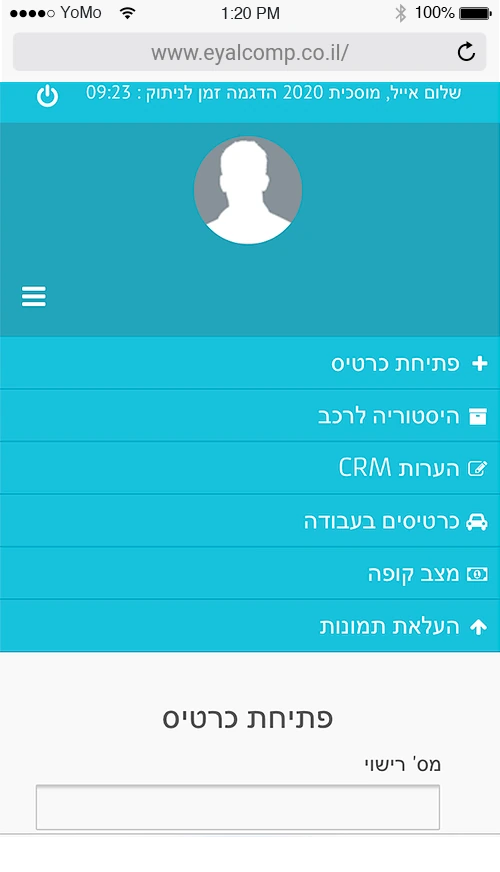 YoMo 1:20 PM 100%
www.eyalcomp.co.il/
שלום אייל, מוסכית 2020 הדגמה זמן לניתוק : 09:23
פתיחת כרטיס
היסטוריה לרכב
הערות CRM
כרטיסים בעבודה
מצב קופה
העלאת תמונות
פתיחת כרטיס
מס' רישוי